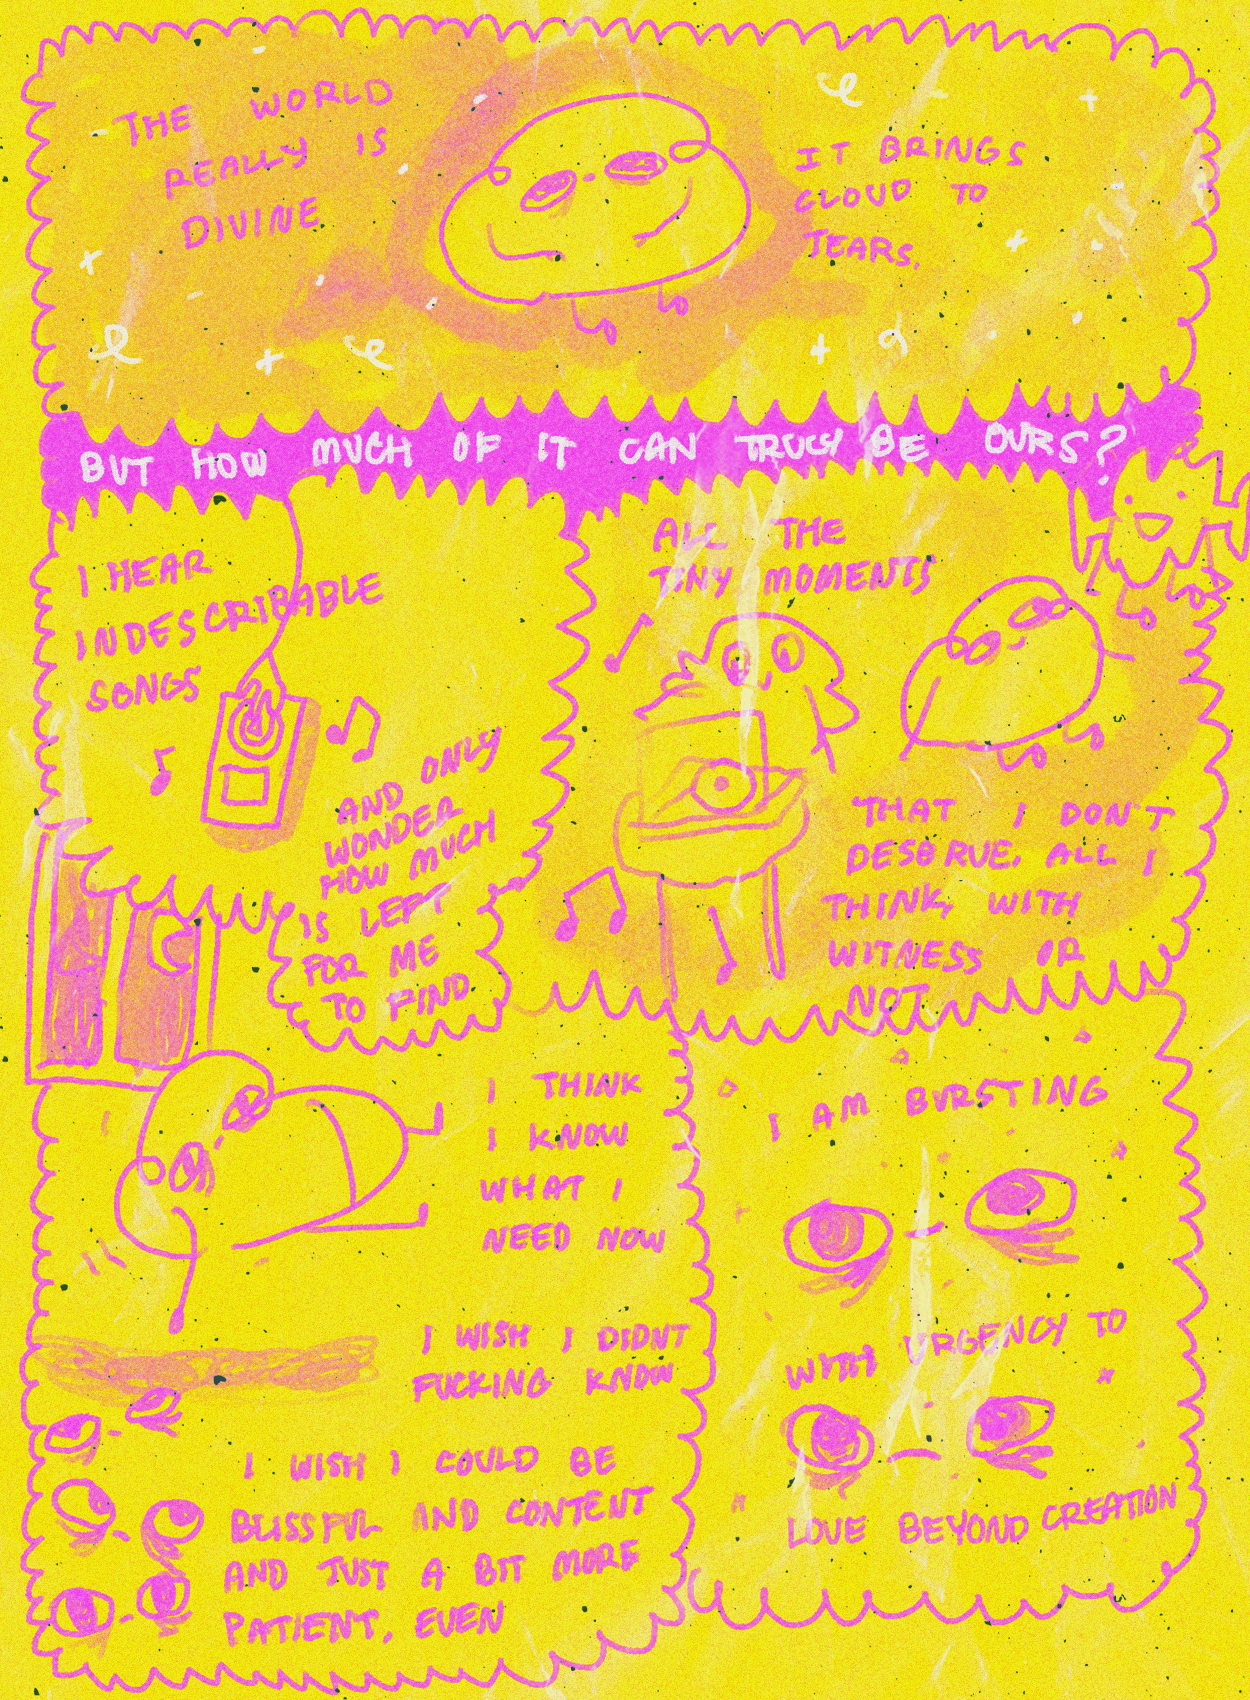 THE WORLD
REALLY IS
DIVINE
IT BRINGS
CLOUD TO
TEARS.
BUT HOW MUCH OF IT CAN TRULY BE OURS?
I HEAR
INDESCRIBABLE
SONGS
AND ONLY
WONDER
HOW MUCH
IS LEFT
FOR ME
TO FIND
ALL THE
TINY MOMENTS
THAT I DON'T
DESERVE, ALL I
THINK, WITH
WITNESS OR
NOT
I THINK
I KNOW
WHAT I
NEED NOW
I WISH I DIDNT
FUCKING KNOW
I WISH I COULD BE
BLISSFUL AND CONTENT
AND JUST A BIT MORE
PATIENT, EVEN
I AM BURSTING
WITH URGENCY TO
LOVE BEYOND CREATION